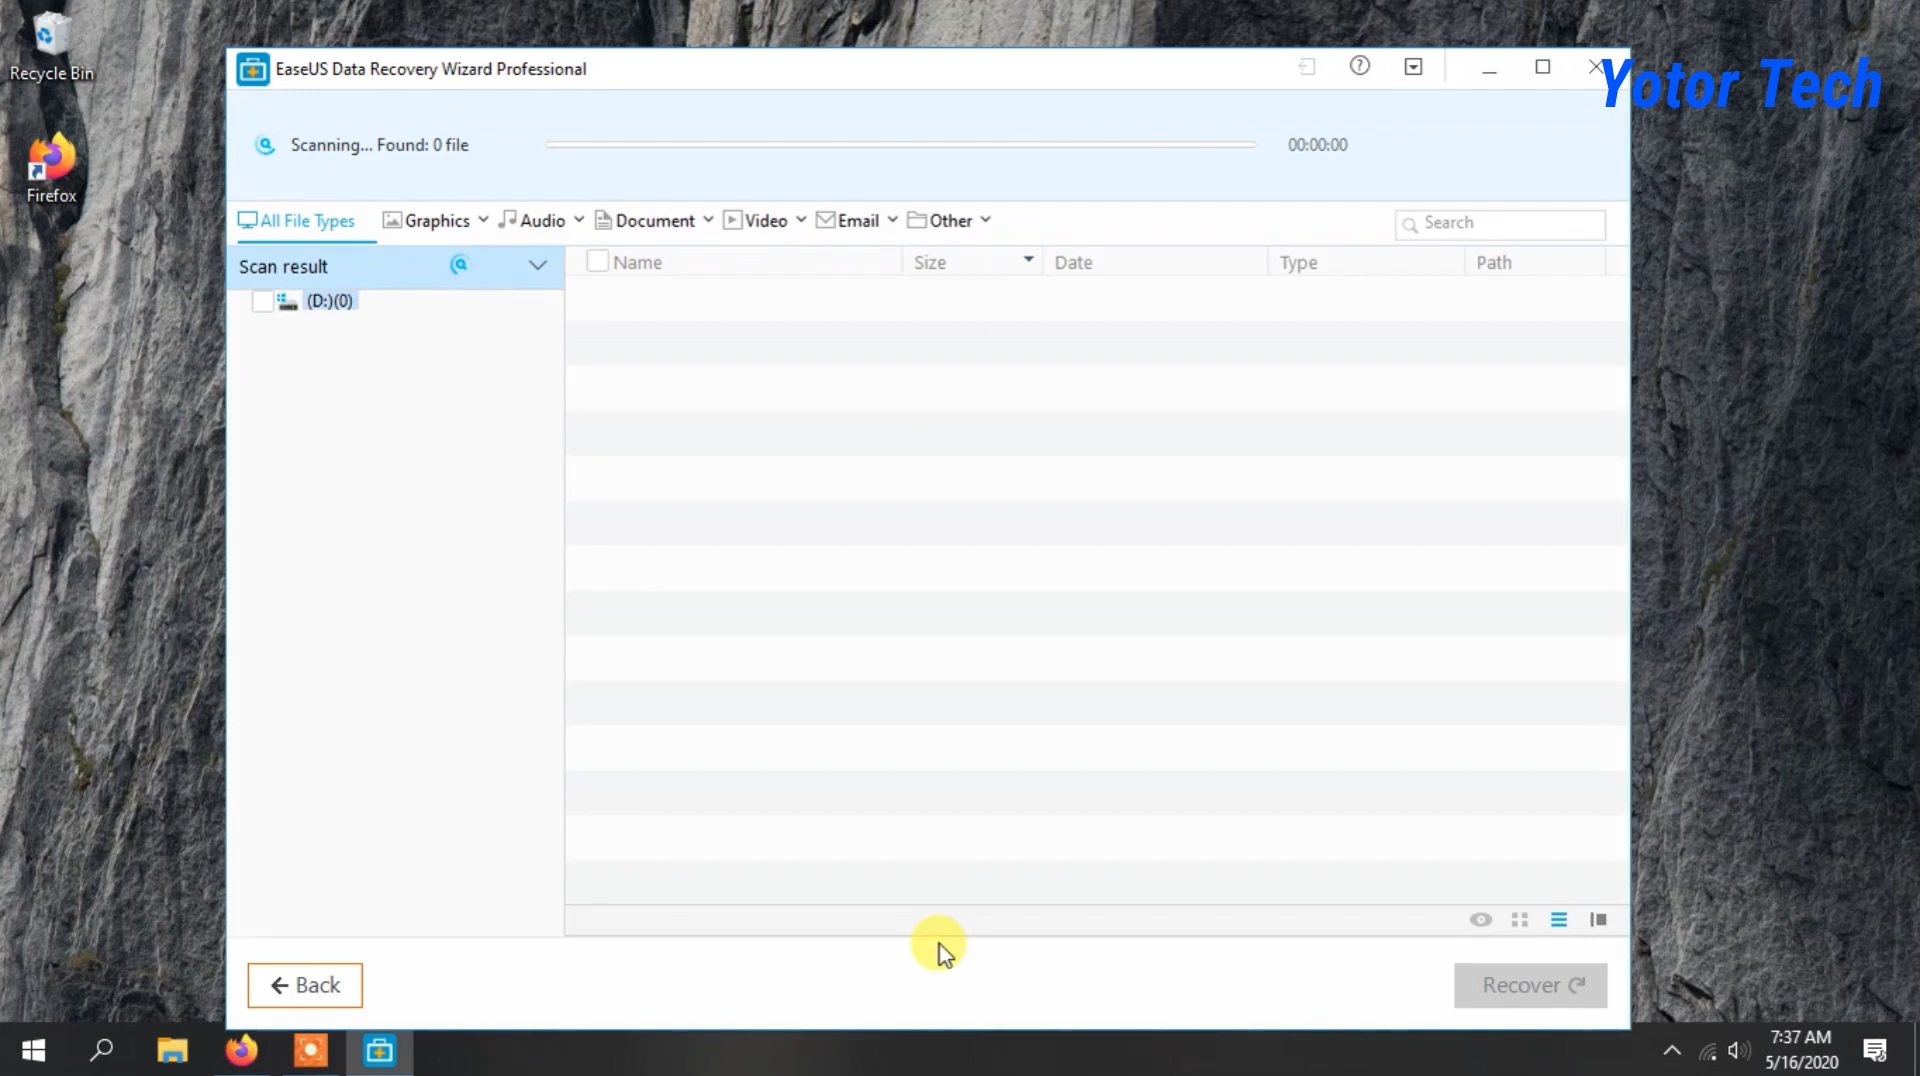 Recycle Bin
Firefox
EaseUS Data Recovery Wizard Professional
Yotor Tech
Scanning... Found: 0 file
00:00:00
All File Types Graphics Audio Document Video Email Other
Search
Scan result
Name Size Date Type Path
(D:)(0)
Back
Recover
7:37 AM
5/16/2020